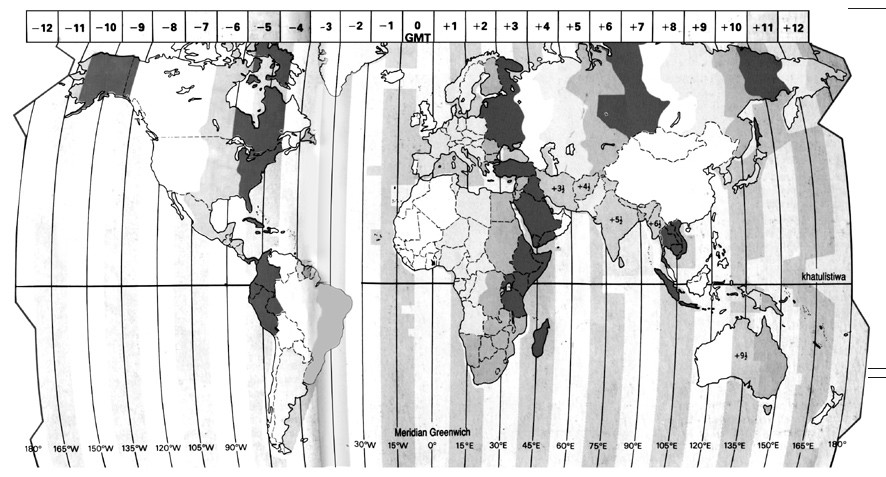 −12 −11 −10 −9 −8 −7 −6 −5 −4 −3 −2 −1 0 +1 +2 +3 +4 +5 +6 +7 +8 +9 +10 +11 +12
GMT
+3½ +4½
+5½ +6½
khatulistiwa
+9½
Meridian Greenwich
180° 165°W 150°W 135°W 120°W 105°W 90°W 30°W 15°W 0° 15°E 30°E 45°E 60°E 75°E 90°E 105°E 120°E 135°E 150°E 165°E 180°